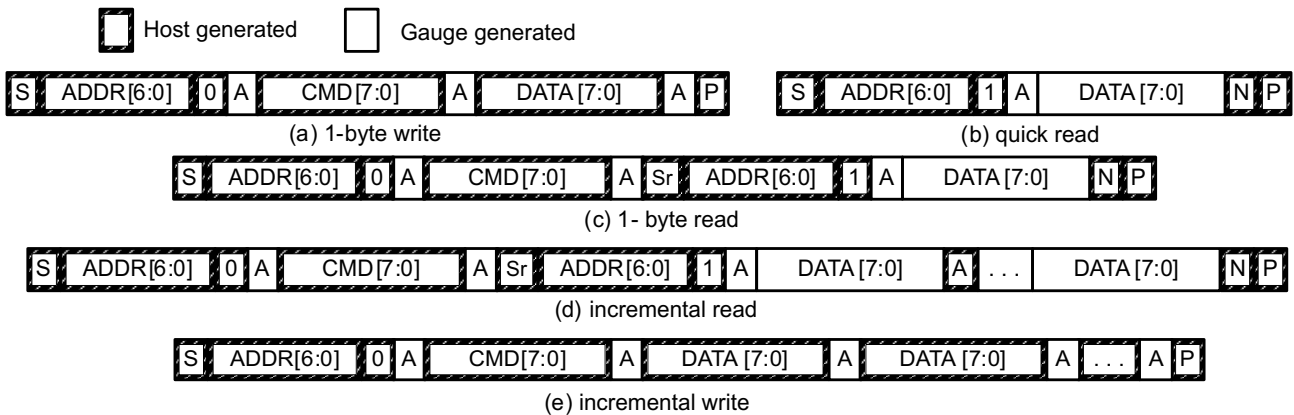 Host generated Gauge generated
S ADDR[6:0] 0 A CMD[7:0] A DATA[7:0] A P S ADDR[6:0] 1 A DATA[7:0] N P
(a) 1-byte write (b) quick read
S ADDR[6:0] 0 A CMD[7:0] A Sr ADDR[6:0] 1 A DATA[7:0] N P
(c) 1- byte read
S ADDR[6:0] 0 A CMD[7:0] A Sr ADDR[6:0] 1 A DATA[7:0] A ... DATA[7:0] N P
(d) incremental read
S ADDR[6:0] 0 A CMD[7:0] A DATA[7:0] A DATA[7:0] A ... A P
(e) incremental write